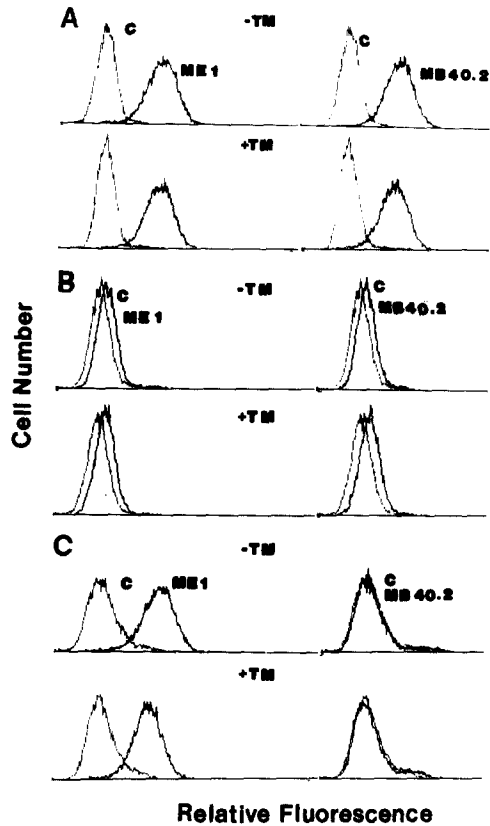 A
-TM
C
ME1
C
MB40.2
+TM
B
-TM
C
ME1
C
MB40.2
+TM
C
-TM
C
ME1
C
MB40.2
+TM
Cell Number
Relative Fluorescence